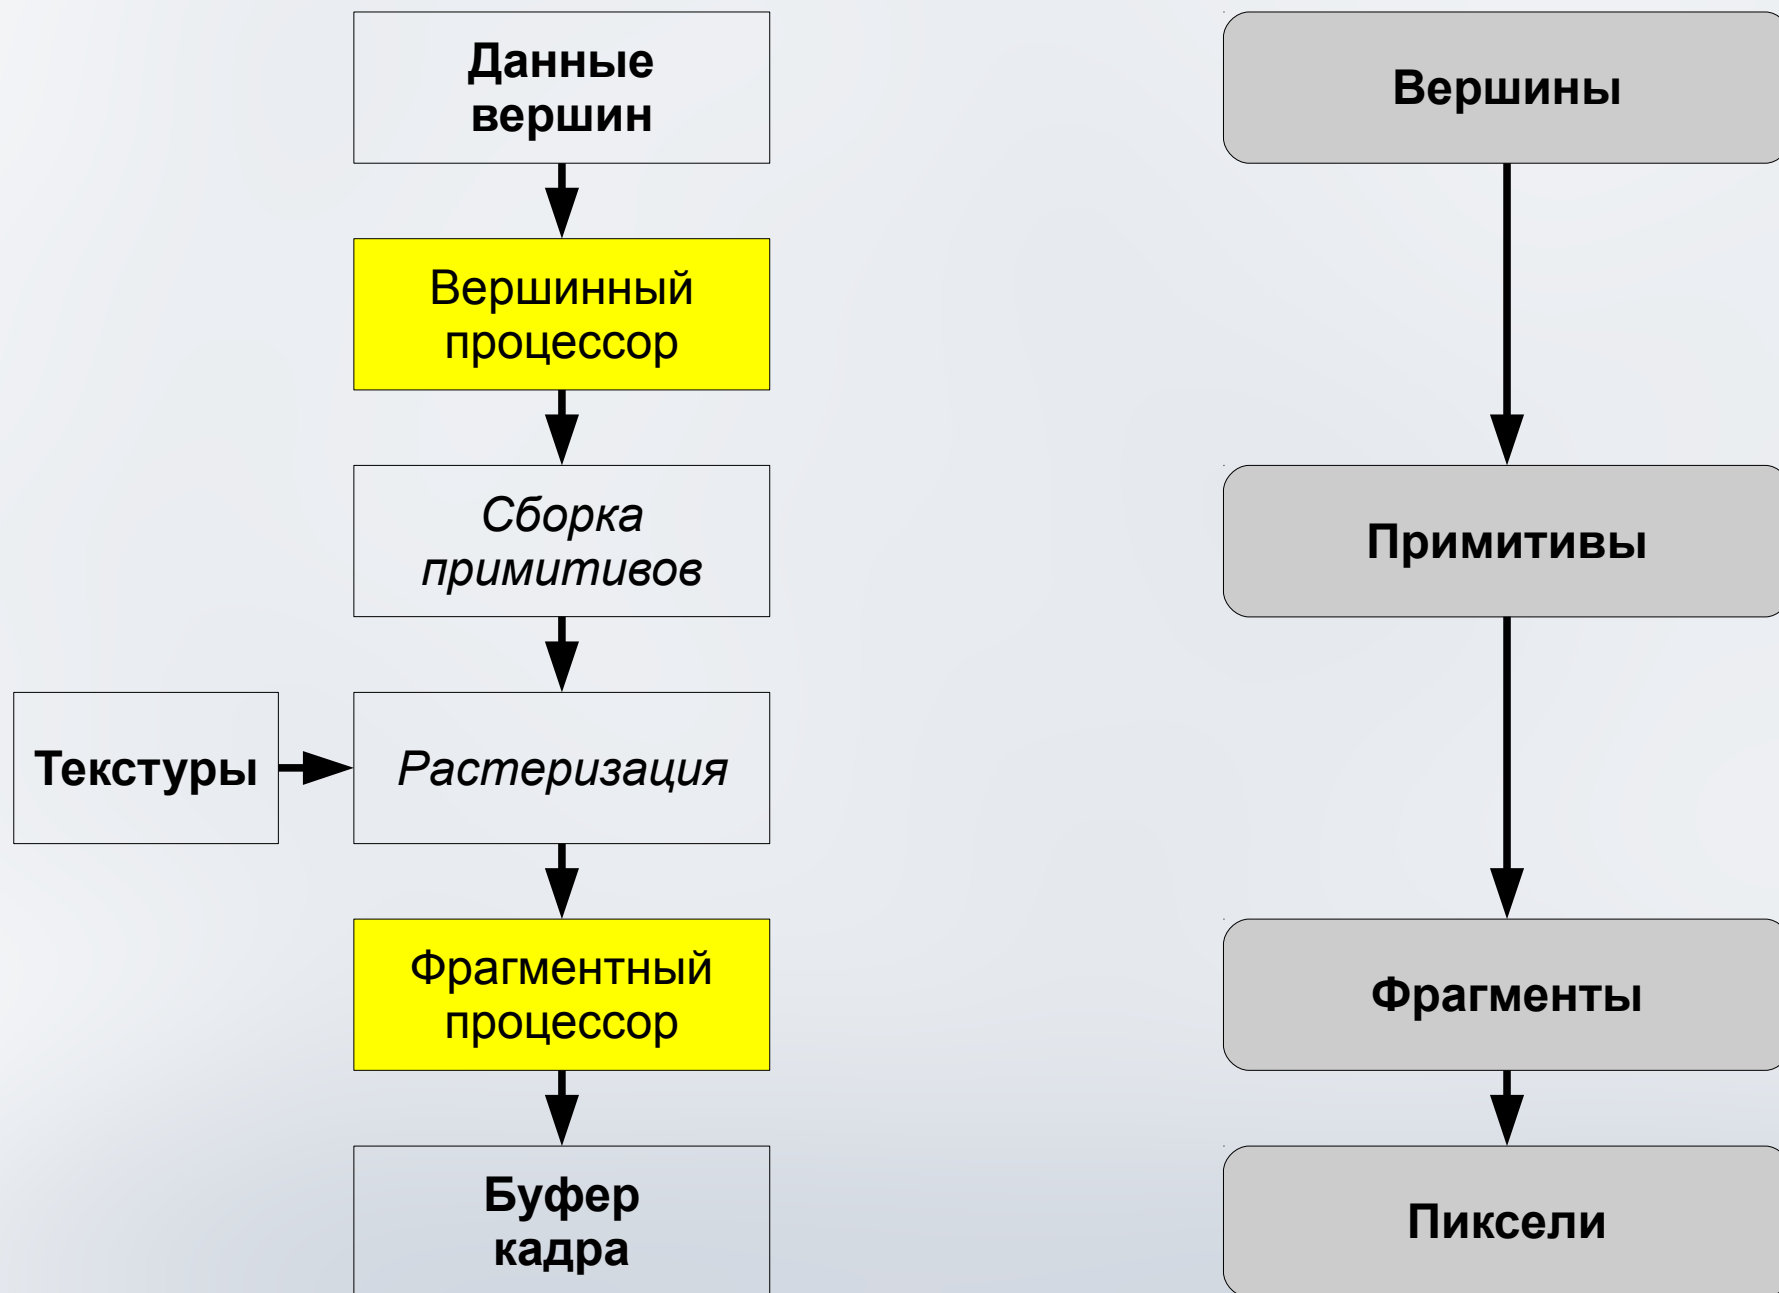 Данные
вершин
Вершины
Вершинный
процессор
Сборка
примитивов
Примитивы
Текстуры
Растеризация
Фрагментный
процессор
Фрагменты
Буфер
кадра
Пиксели